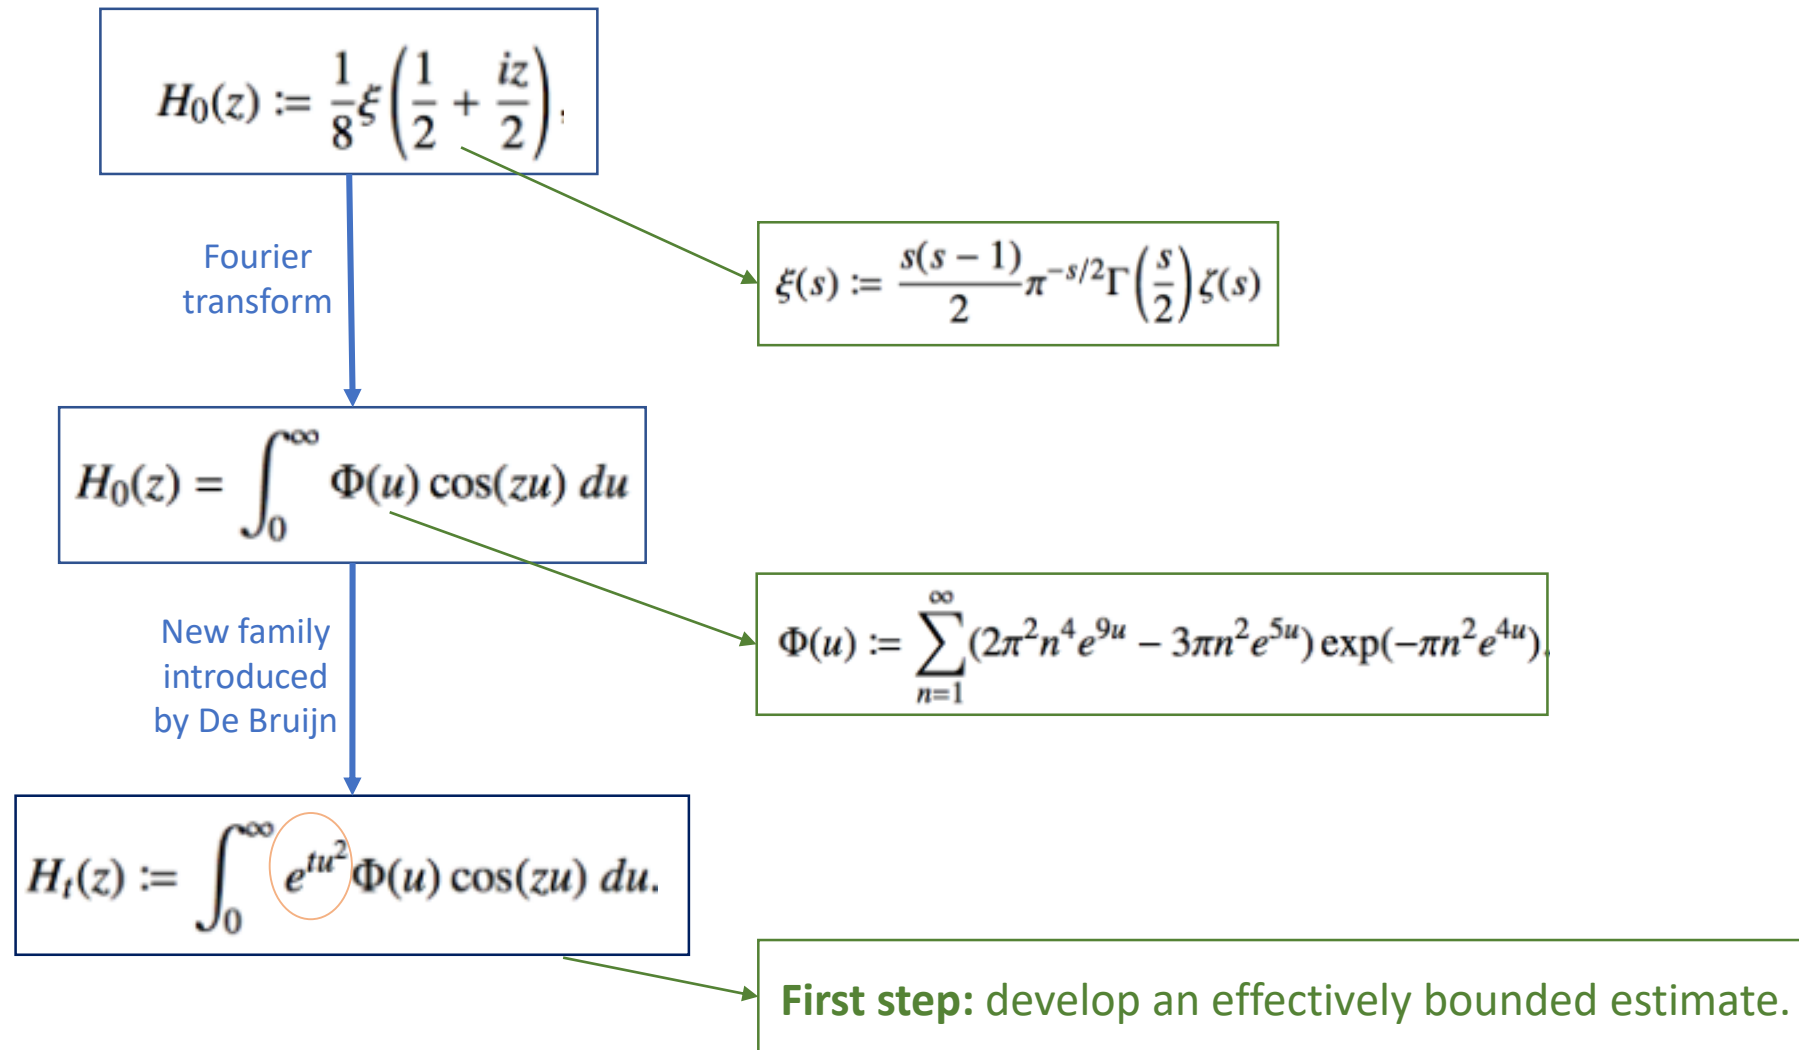 H₀(z) := 1/8 ξ(1/2 + iz/2),
Fourier
transform
ξ(s) := s(s − 1)/2 π^{−s/2} Γ(s/2) ζ(s)
H₀(z) = ∫₀^∞ Φ(u) cos(zu) du
New family
introduced
by De Bruijn
Φ(u) := ∑_{n=1}^∞ (2π²n⁴e^{9u} − 3πn²e^{5u}) exp(−πn²e^{4u}).
Hₜ(z) := ∫₀^∞ e^{tu²} Φ(u) cos(zu) du.
First step: develop an effectively bounded estimate.